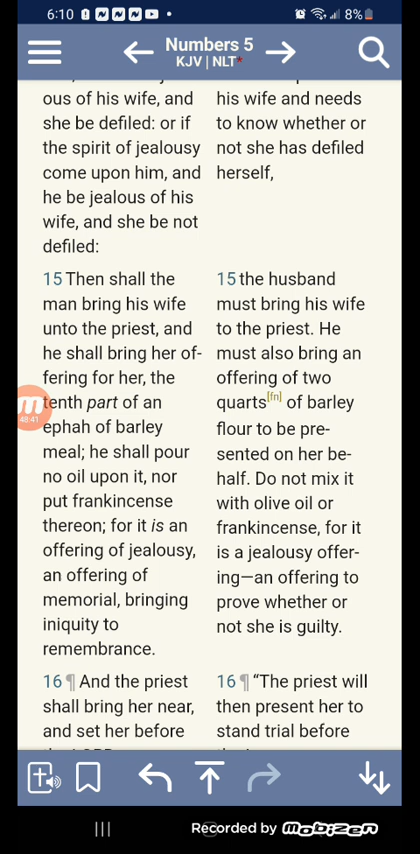 6:10
8%
Numbers 5
KJV | NLT*
ous of his wife, and
she be defiled: or if
the spirit of jealousy
come upon him, and
he be jealous of his
wife, and she be not
defiled:
15 Then shall the
man bring his wife
unto the priest, and
he shall bring her of-
fering for her, the
tenth part of an
ephah of barley
meal; he shall pour
no oil upon it, nor
put frankincense
thereon; for it is an
offering of jealousy,
an offering of
memorial, bringing
iniquity to
remembrance.
16 ¶ And the priest
shall bring her near,
and set her before
his wife and needs
to know whether or
not she has defiled
herself,
15 the husband
must bring his wife
to the priest. He
must also bring an
offering of two
quarts[fn] of barley
flour to be pre-
sented on her be-
half. Do not mix it
with olive oil or
frankincense, for it
is a jealousy offer-
ing—an offering to
prove whether or
not she is guilty.
16 ¶ “The priest will
then present her to
stand trial before
48:41
Recorded by mobizen